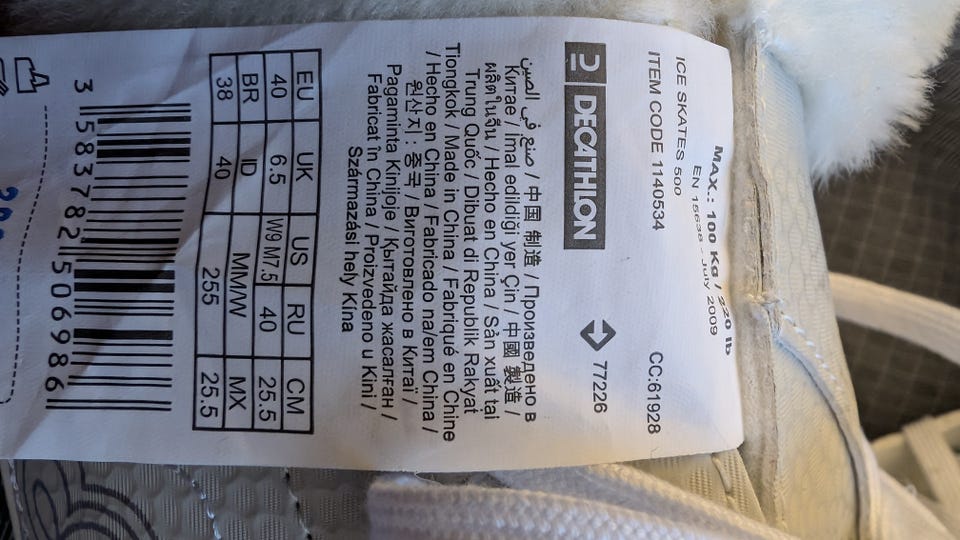 MAX.: 100 Kg / 220 lb
EN 15638 - July 2009
ICE SKATES 500
ITEM CODE 1140534
CC:61928
DECATHLON
77226
صنع في الصين / 中国 制造 / Произведено в
Китае / İmal edildiği yer Çin / 中國 製造 /
ผลิตในจีน / Hecho en China / Sản xuất tại
Trung Quốc / Dibuat di Republik Rakyat
Tiongkok / Made in China / Fabriqué en Chine
/ Hecho en China / Fabricado na/em China /
원산지 : 중국 / Виготовлено в Китаї /
Pagaminta Kinijoje / Қытайда жасалған /
Fabricat în China / Proizvedeno u Kini /
Származási hely Kína
EU UK US RU CM
40 6.5 W9 M7.5 40 25.5
BR ID MM/W MX
38 40 255 25.5
3 583782 506986